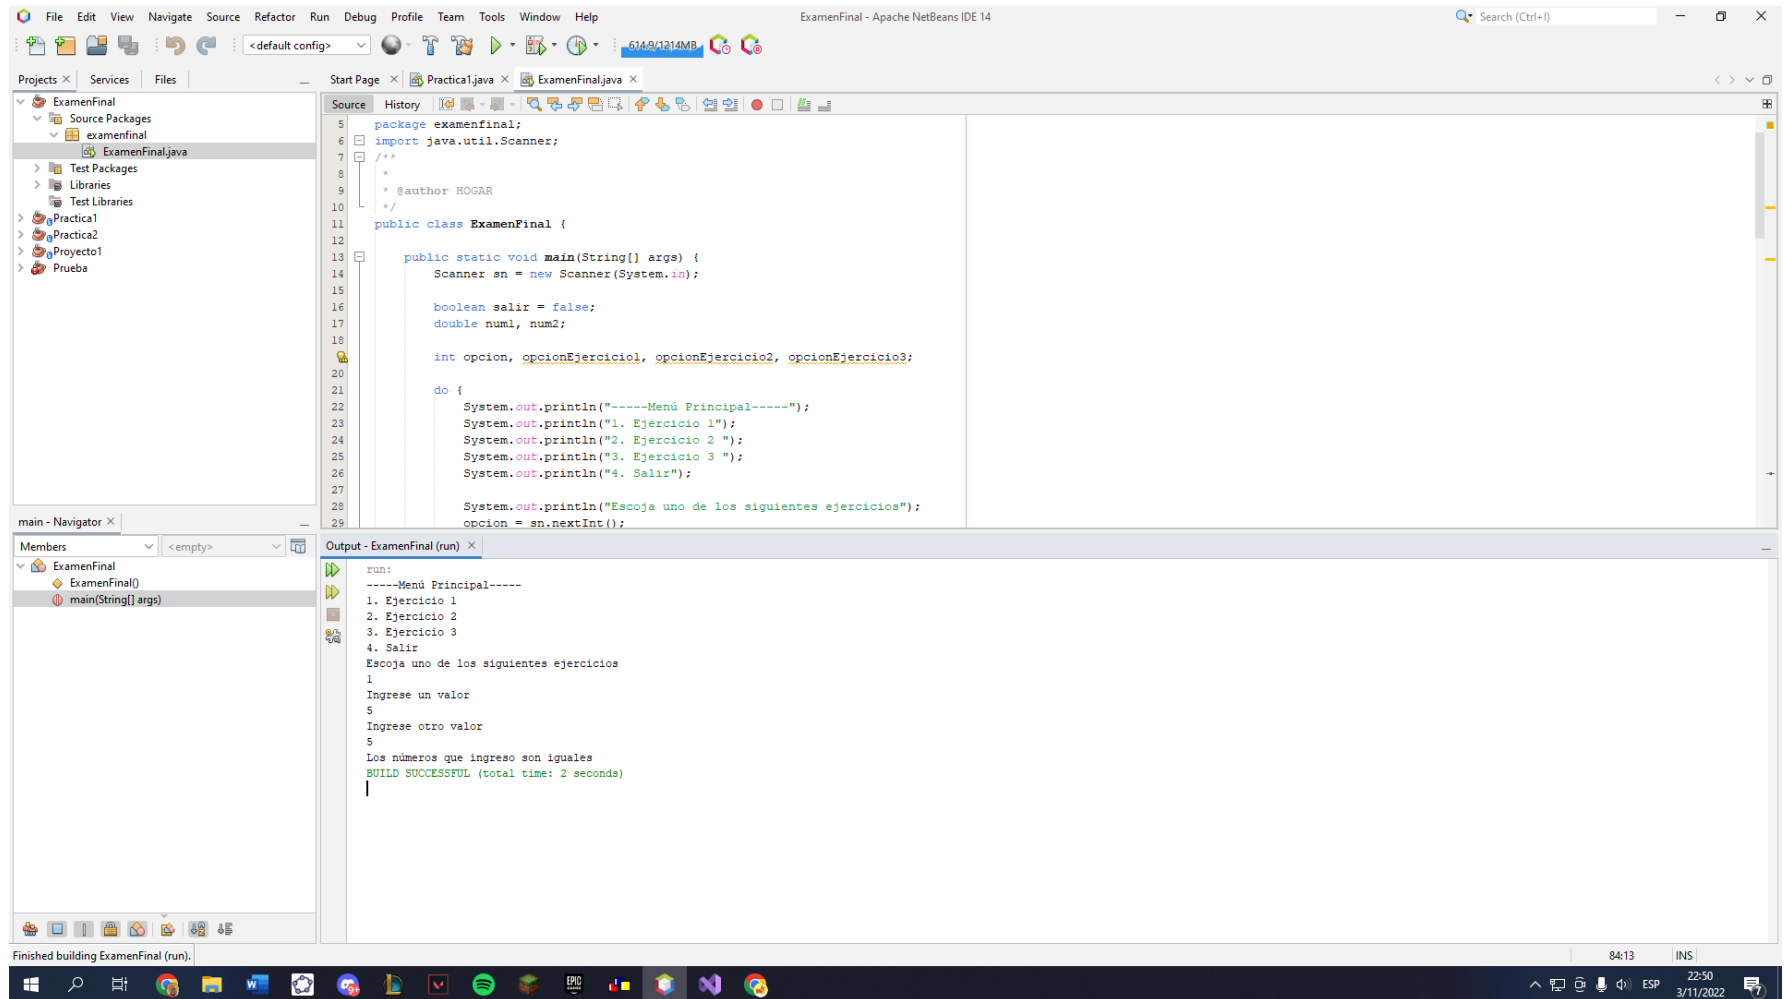 File Edit View Navigate Source Refactor Run Debug Profile Team Tools Window Help
ExamenFinal - Apache NetBeans IDE 14
Search (Ctrl+I)
<default config>
614.9/1214MB
Projects Services Files
Start Page Practica1.java ExamenFinal.java
Source History
ExamenFinal
Source Packages
examenfinal
ExamenFinal.java
Test Packages
Libraries
Test Libraries
Practica1
Practica2
Proyecto1
Prueba
5 package examenfinal;
6 import java.util.Scanner;
7 /**
8 *
9 * @author HOGAR
10 */
11 public class ExamenFinal {
12
13 public static void main(String[] args) {
14 Scanner sn = new Scanner(System.in);
15
16 boolean salir = false;
17 double num1, num2;
18
int opcion, opcionEjercicio1, opcionEjercicio2, opcionEjercicio3;
20
21 do {
22 System.out.println("-----Menú Principal-----");
23 System.out.println("1. Ejercicio 1");
24 System.out.println("2. Ejercicio 2 ");
25 System.out.println("3. Ejercicio 3 ");
26 System.out.println("4. Salir");
27
28 System.out.println("Escoja uno de los siguientes ejercicios");
29 opcion = sn.nextInt();
main - Navigator
Members
<empty>
ExamenFinal
ExamenFinal()
main(String[] args)
Output - ExamenFinal (run)
run:
-----Menú Principal-----
1. Ejercicio 1
2. Ejercicio 2
3. Ejercicio 3
4. Salir
Escoja uno de los siguientes ejercicios
1
Ingrese un valor
5
Ingrese otro valor
5
Los números que ingreso son iguales
BUILD SUCCESSFUL (total time: 2 seconds)
Finished building ExamenFinal (run).
84:13 INS
EPIC
ESP
22:50
3/11/2022